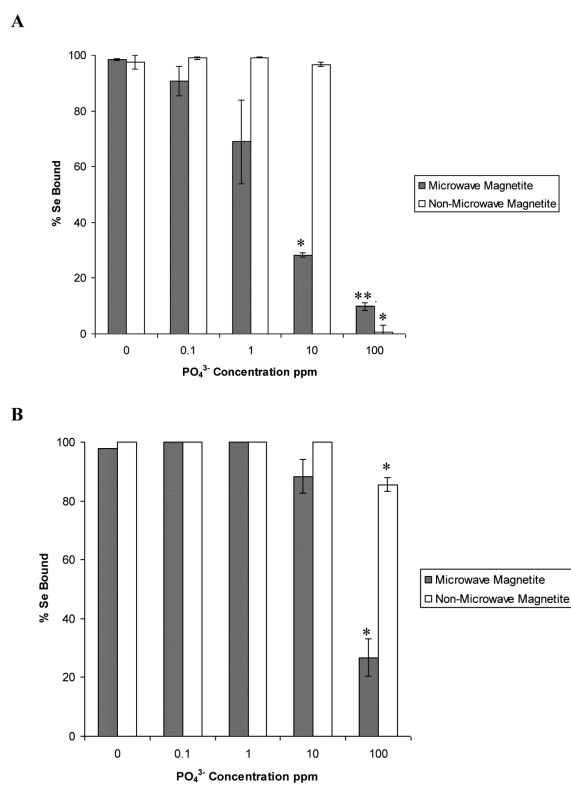 A
100
80
60
40
20
0
% Se Bound
*
**
*
0 0.1 1 10 100
PO₄³⁻ Concentration ppm
Microwave Magnetite
Non-Microwave Magnetite
B
100
80
60
40
20
0
% Se Bound
*
*
0 0.1 1 10 100
PO₄³⁻ Concentration ppm
Microwave Magnetite
Non-Microwave Magnetite